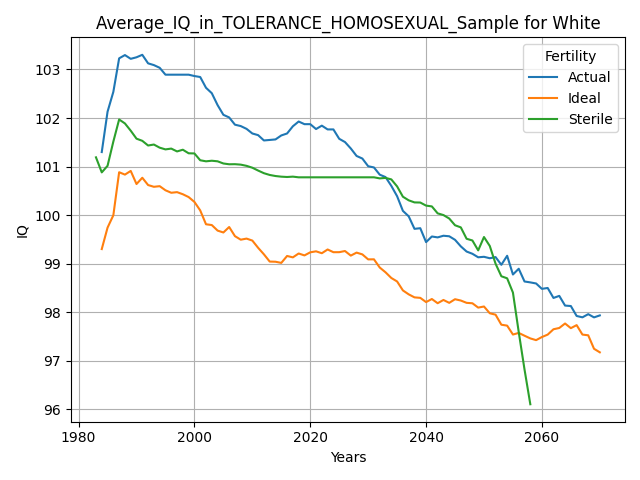 Average_IQ_in_TOLERANCE_HOMOSEXUAL_Sample for White
Fertility
Actual
Ideal
Sterile
IQ
103
102
101
100
99
98
97
96
1980
2000
2020
2040
2060
Years